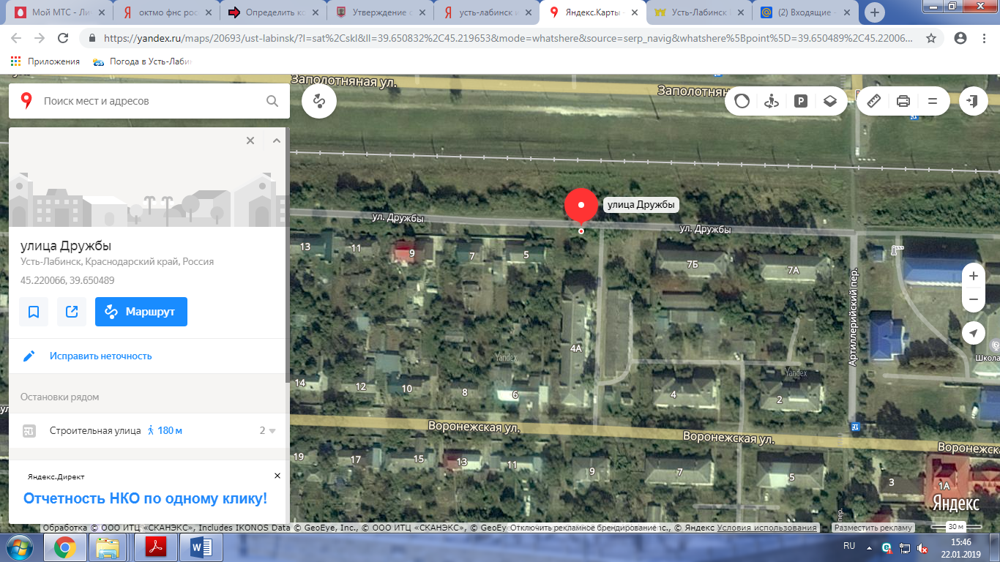 Мой МТС - Ли
октмо фнс рос
Определить ко
Утверждение с
усть-лабинск и
Яндекс.Карты -
Усть-Лабинск
(2) Входящие -
https://yandex.ru/maps/20693/ust-labinsk/?l=sat%2Cskl&ll=39.650832%2C45.219653&mode=whatshere&source=serp_navig&whatshere%5Bpoint%5D=39.650489%2C45.22006...
Приложения
Погода в Усть-Лаби
Поиск мест и адресов
улица Дружбы
Усть-Лабинск, Краснодарский край, Россия
45.220066, 39.650489
Маршрут
Исправить неточность
Остановки рядом
Строительная улица 180 м 2
Яндекс.Директ
Отчетность НКО по одному клику!
Заполотняная ул.
Заполотнян
P
улица Дружбы
ул. Дружбы
ул. Дружбы
13
11
9
7
5
7Б
7А
Артиллерийский пер.
4А
Yandex
Yandex
Школа
14
12
10
8
6
4
2
Воронежская ул.
Воронежская ул.
Воронежска
19
17
15
13
11
9
7
5
3
1А
пер.
Яндекс
30 м
Обработка © ООО ИТЦ «СКАНЭКС», Includes IKONOS Data © GeoEye, Inc., © ООО ИТЦ «СКАНЭКС», © GeoEy
Отключить рекламное брендирование
nc., © Яндекс Условия использования
Разместить рекламу
RU
15:46
22.01.2019